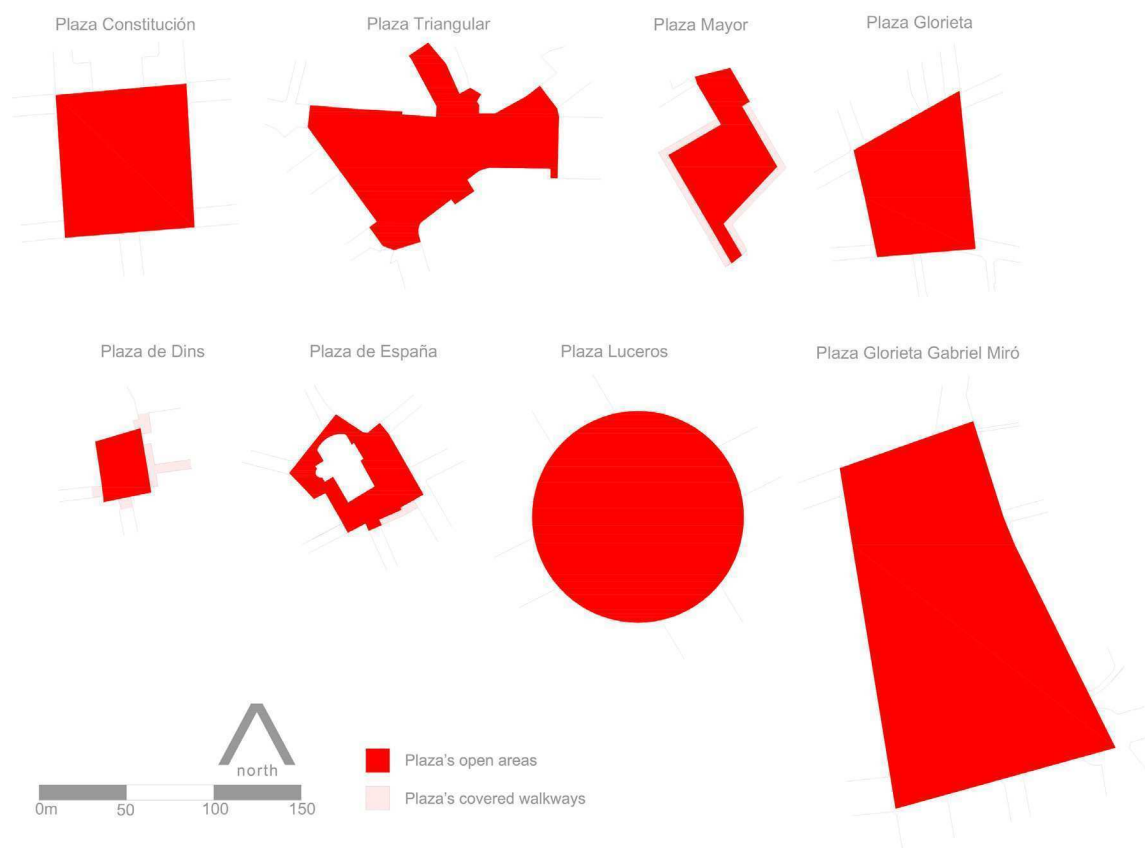 Plaza Constitución
Plaza Triangular
Plaza Mayor
Plaza Glorieta
Plaza de Dins
Plaza de España
Plaza Luceros
Plaza Glorieta Gabriel Miró
north
0m 50 100 150
Plaza's open areas
Plaza's covered walkways